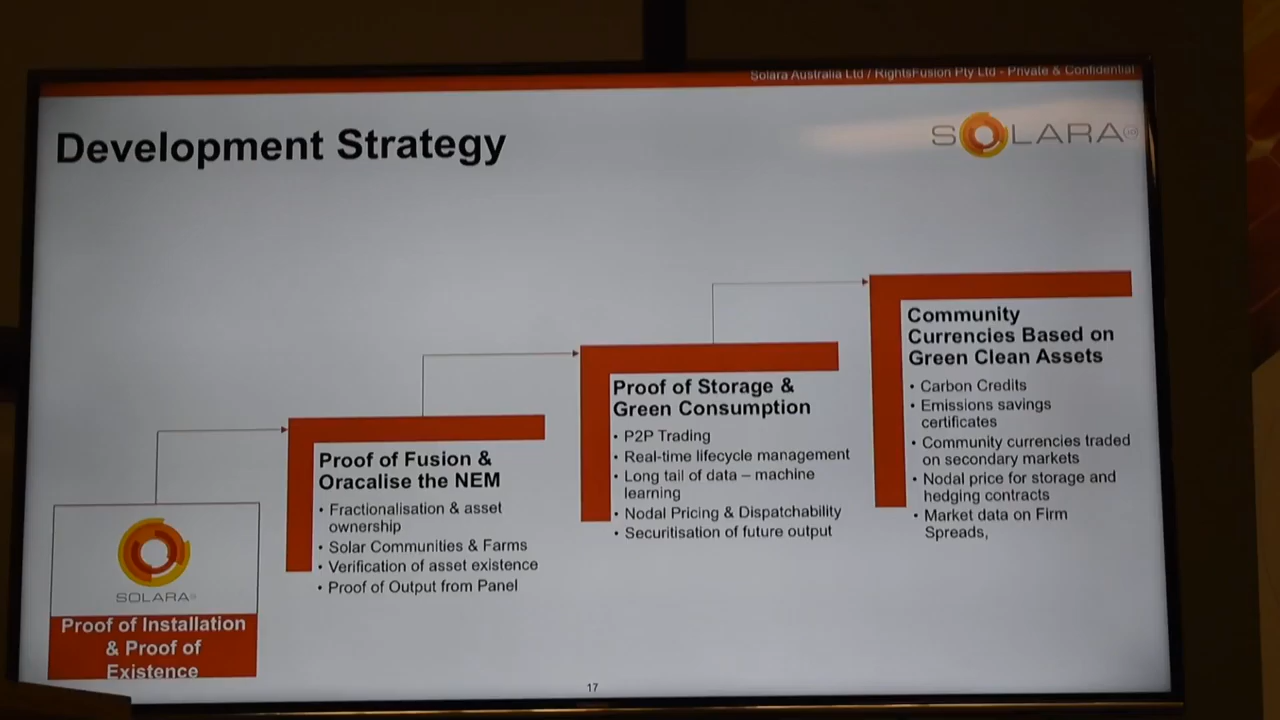 Solara Australia Ltd / RightsFusion Pty Ltd - Private & Confidential
Development Strategy
SOLARA
SOLARA
Proof of Installation
& Proof of
Existence
Proof of Fusion &
Oracalise the NEM
• Fractionalisation & asset
ownership
• Solar Communities & Farms
• Verification of asset existence
• Proof of Output from Panel
Proof of Storage &
Green Consumption
• P2P Trading
• Real-time lifecycle management
• Long tail of data – machine
learning
• Nodal Pricing & Dispatchability
• Securitisation of future output
Community
Currencies Based on
Green Clean Assets
• Carbon Credits
• Emissions savings
certificates
• Community currencies traded
on secondary markets
• Nodal price for storage and
hedging contracts
• Market data on Firm
Spreads,
17